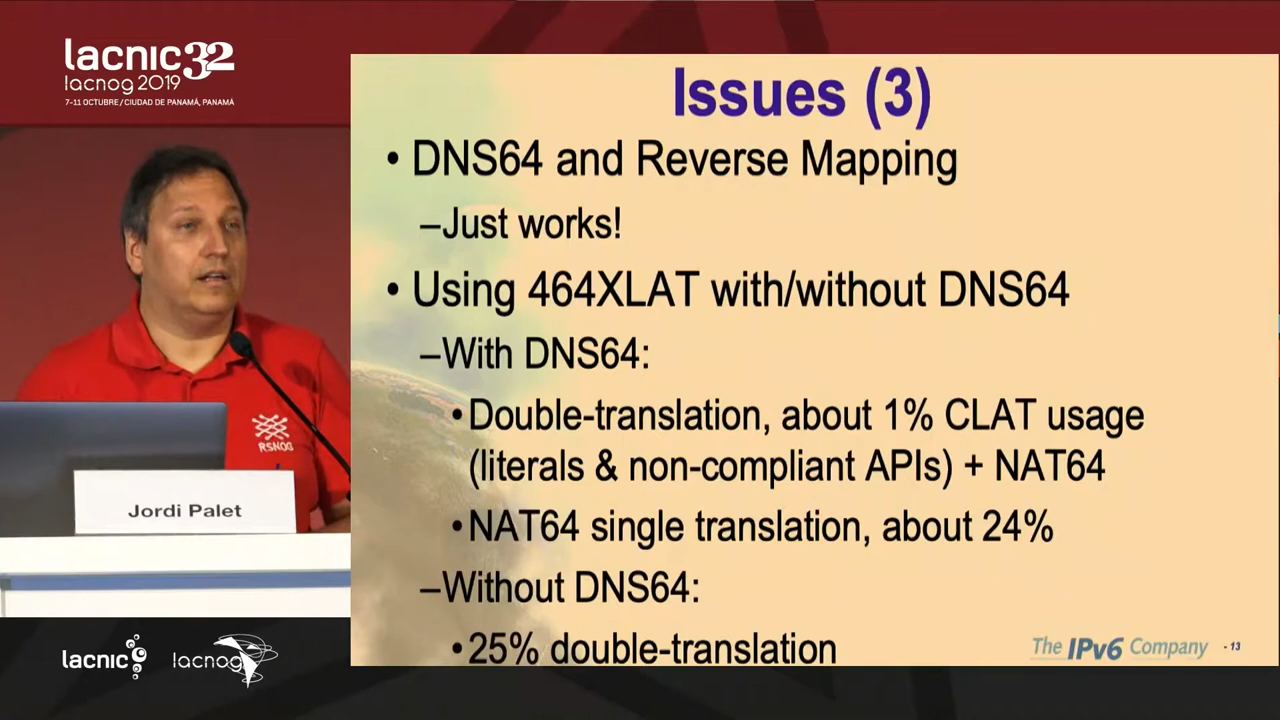 lacnic32
lacnog 2019
7-11 OCTUBRE / CIUDAD DE PANAMÁ, PANAMÁ
Issues (3)
• DNS64 and Reverse Mapping
–Just works!
• Using 464XLAT with/without DNS64
–With DNS64:
• Double-translation, about 1% CLAT usage
(literals & non-compliant APIs) + NAT64
• NAT64 single translation, about 24%
–Without DNS64:
• 25% double-translation
The IPv6 Company - 13
RSNOG
Jordi Palet
lacnic lacnog